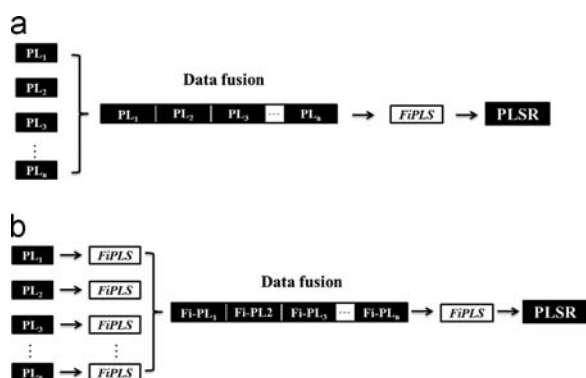 a
PL₁
PL₂
PL₃
⋮
PLₙ
Data fusion
PL₁ PL₂ PL₃ ... PLₙ
FiPLS
PLSR
b
PL₁ FiPLS
PL₂ FiPLS
PL₃ FiPLS
⋮ ⋮
PLₙ FiPLS
Data fusion
Fi-PL₁ Fi-PL2 Fi-PL₃ ... Fi-PLₙ
FiPLS
PLSR